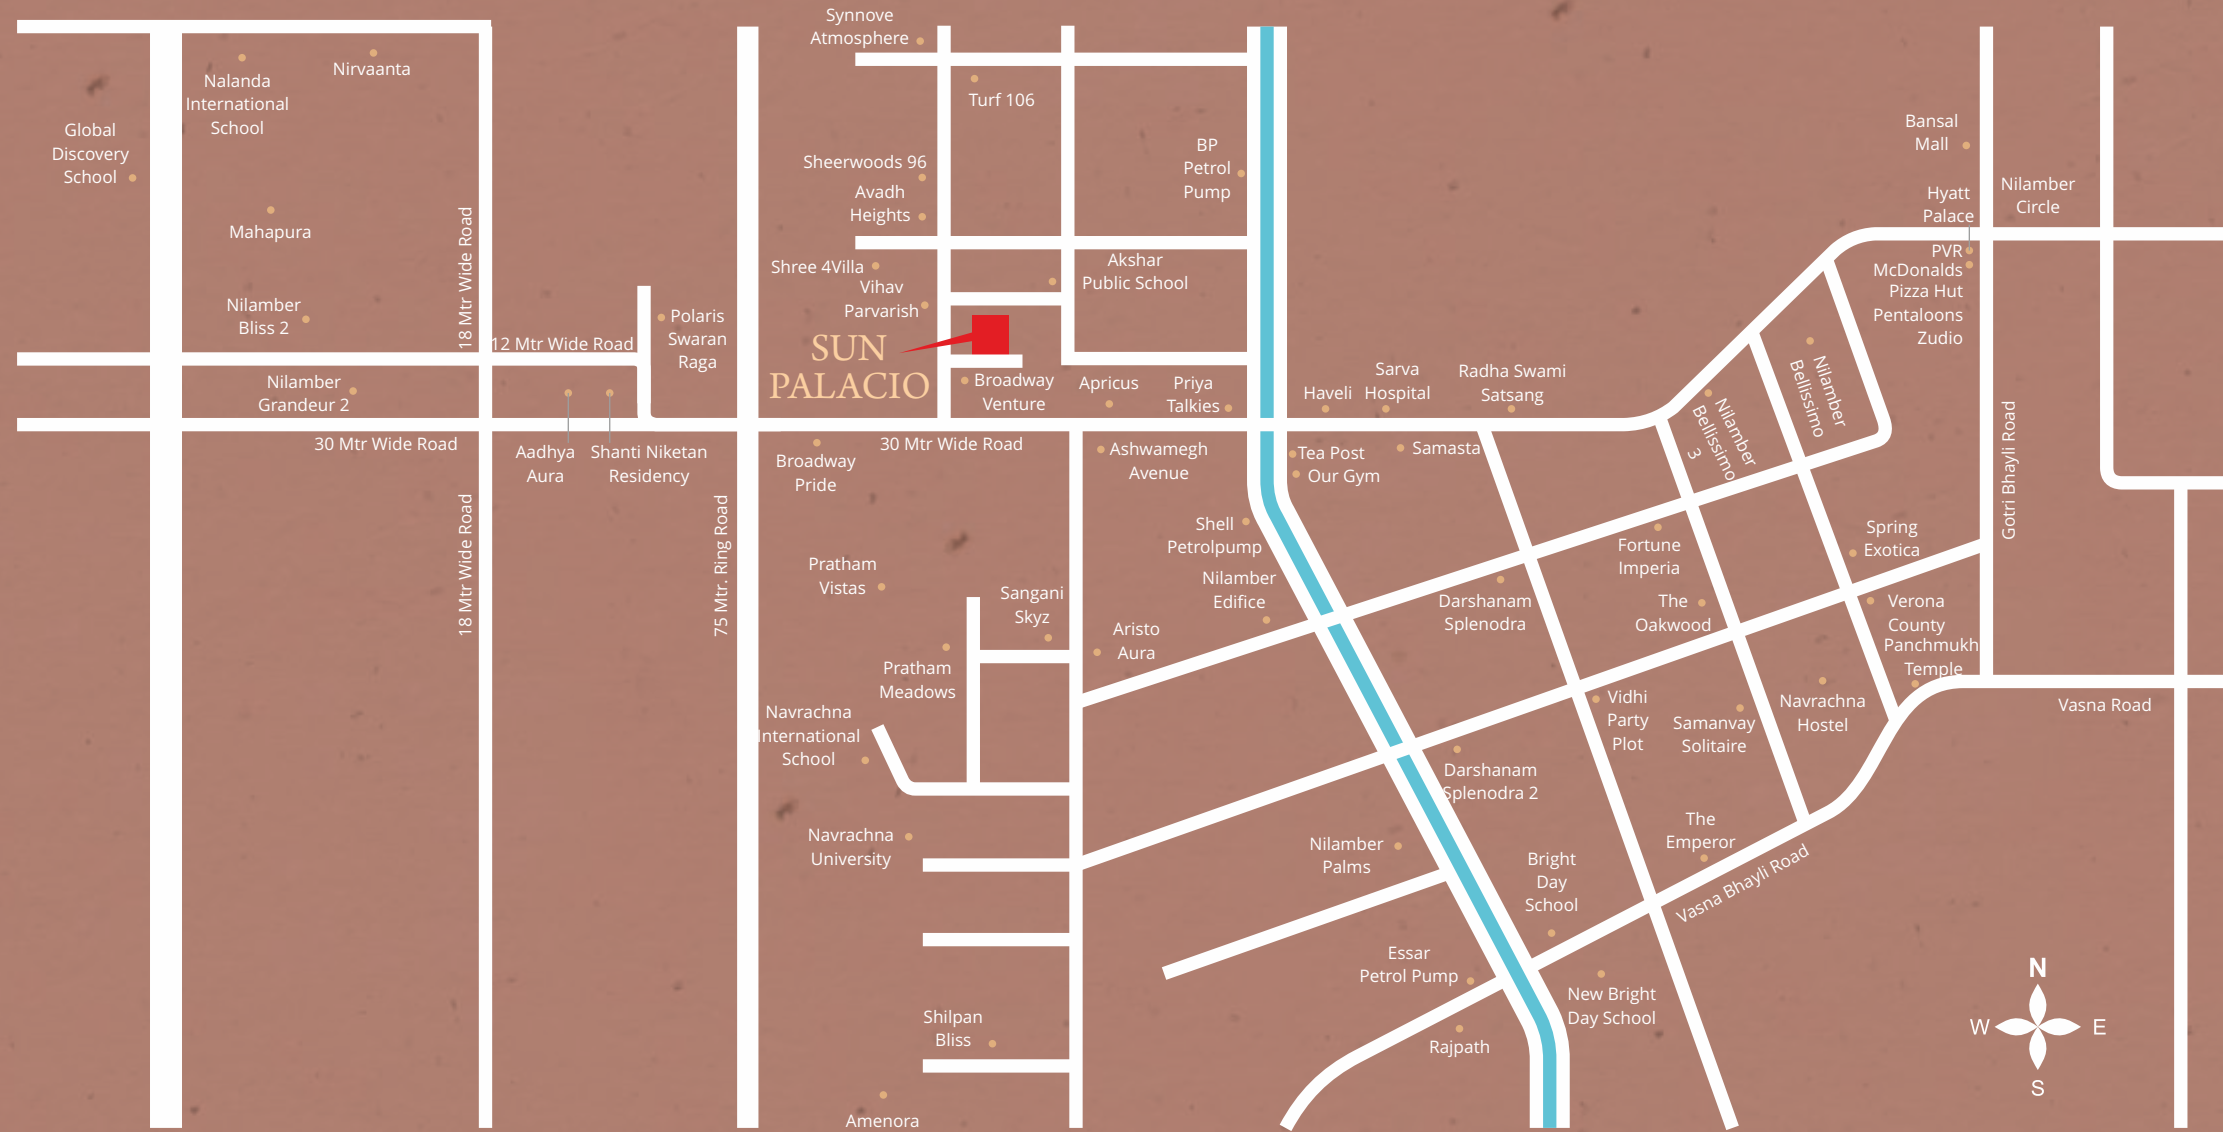 Synnove
Atmosphere
Nalanda
International
School
Nirvaanta
Global
Discovery
School
Mahapura
Nilamber
Bliss 2
18 Mtr Wide Road
12 Mtr Wide Road
Nilamber
Grandeur 2
30 Mtr Wide Road
Aadhya
Aura
Shanti Niketan
Residency
Polaris
Swaran
Raga
18 Mtr Wide Road
75 Mtr. Ring Road
Turf 106
Sheerwoods 96
Avadh
Heights
Shree 4Villa
Vihav
Parvarish
SUN
PALACIO
BP
Petrol
Pump
Akshar
Public School
Broadway
Venture
Apricus
Priya
Talkies
30 Mtr Wide Road
Broadway
Pride
Ashwamegh
Avenue
Haveli
Sarva
Hospital
Radha Swami
Satsang
Tea Post
Our Gym
Samasta
Shell
Petrolpump
Nilamber
Edifice
Pratham
Vistas
Sangani
Skyz
Aristo
Aura
Pratham
Meadows
Navrachna
International
School
Navrachna
University
Shilpan
Bliss
Amenora
Bansal
Mall
Hyatt
Palace
Nilamber
Circle
PVR
McDonalds
Pizza Hut
Pentaloons
Zudio
Nilamber
Bellissimo
Nilamber
Bellissimo
3
Gotri Bhayli Road
Fortune
Imperia
Spring
Exotica
Darshanam
Splenodra
The
Oakwood
Verona
County
Panchmukh
Temple
Vidhi
Party
Plot
Samanvay
Solitaire
Navrachna
Hostel
Vasna Road
Darshanam
Splenodra 2
Nilamber
Palms
The
Emperor
Bright
Day
School
Vasna Bhayli Road
Essar
Petrol Pump
New Bright
Day School
Rajpath
N
W
E
S